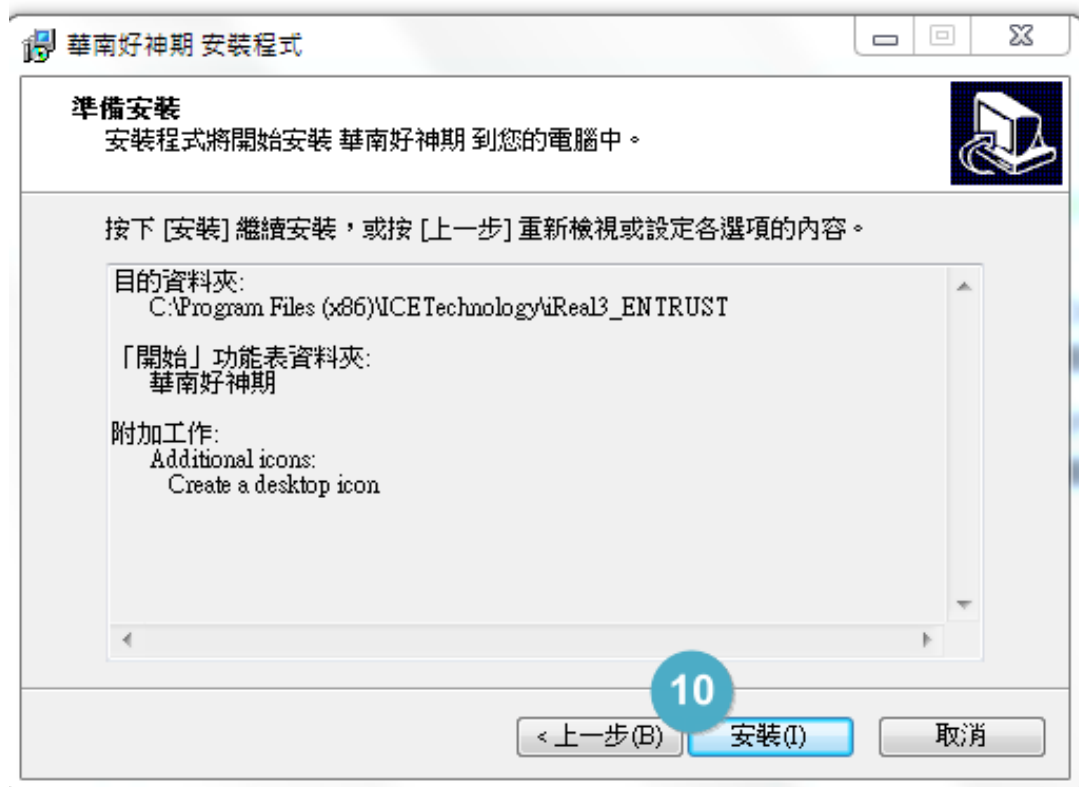 華南好神期 安裝程式
準備安裝
安裝程式將開始安裝 華南好神期 到您的電腦中。
按下 [安裝] 繼續安裝，或按 [上一步] 重新檢視或設定各選項的內容。
目的資料夾:
C:\Program Files (x86)\ICETechnology\iReal3_ENTRUST
「開始」功能表資料夾:
華南好神期
附加工作:
Additional icons:
Create a desktop icon
10
< 上一步(B)
安裝(I)
取消